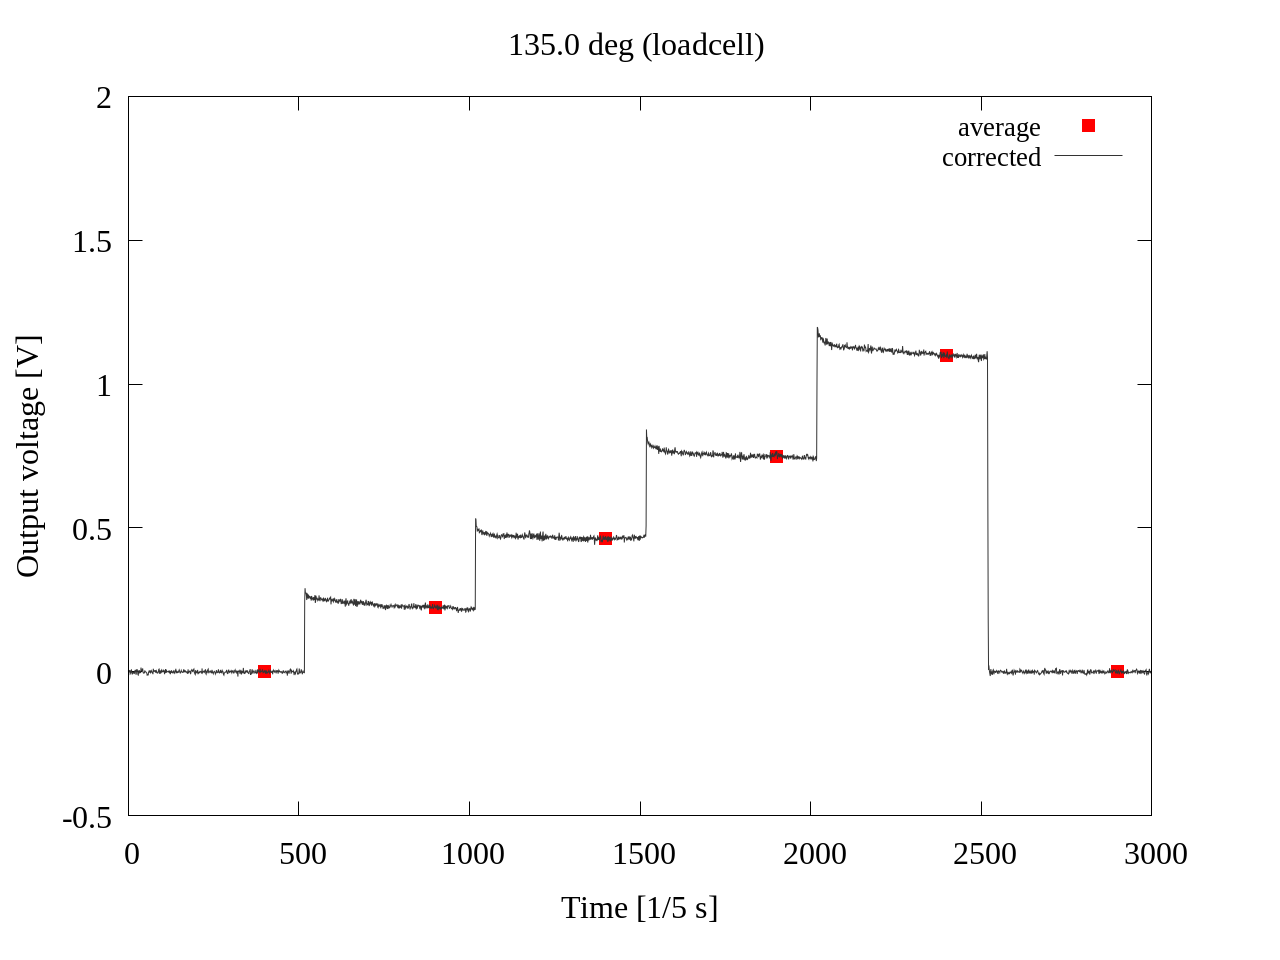 135.0 deg (loadcell)
average
corrected
2
1.5
1
0.5
0
-0.5
Output voltage [V]
0 500 1000 1500 2000 2500 3000
Time [1/5 s]